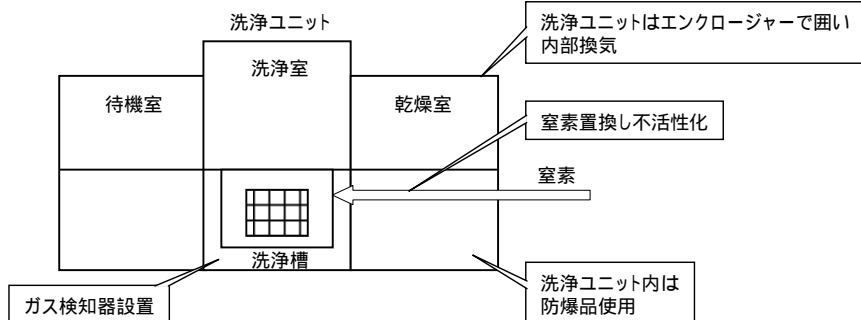 洗浄ユニット
洗浄ユニットはエンクロージャーで囲い
内部換気
待機室
洗浄室
乾燥室
窒素置換し不活性化
窒素
洗浄槽
ガス検知器設置
洗浄ユニット内は
防爆品使用